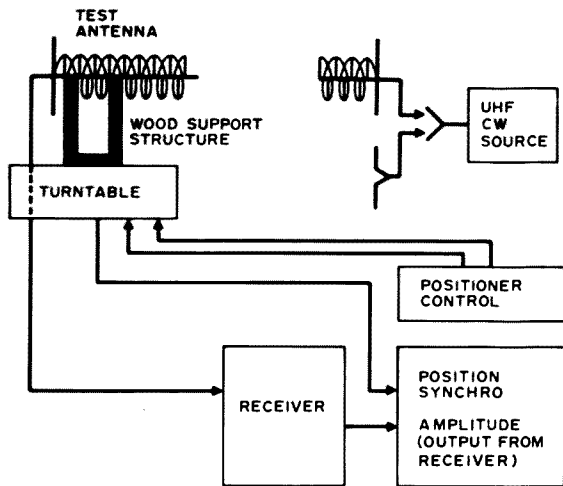 TEST
ANTENNA
WOOD SUPPORT
STRUCTURE
UHF
CW
SOURCE
TURNTABLE
POSITIONER
CONTROL
RECEIVER
POSITION
SYNCHRO
AMPLITUDE
(OUTPUT FROM
RECEIVER)